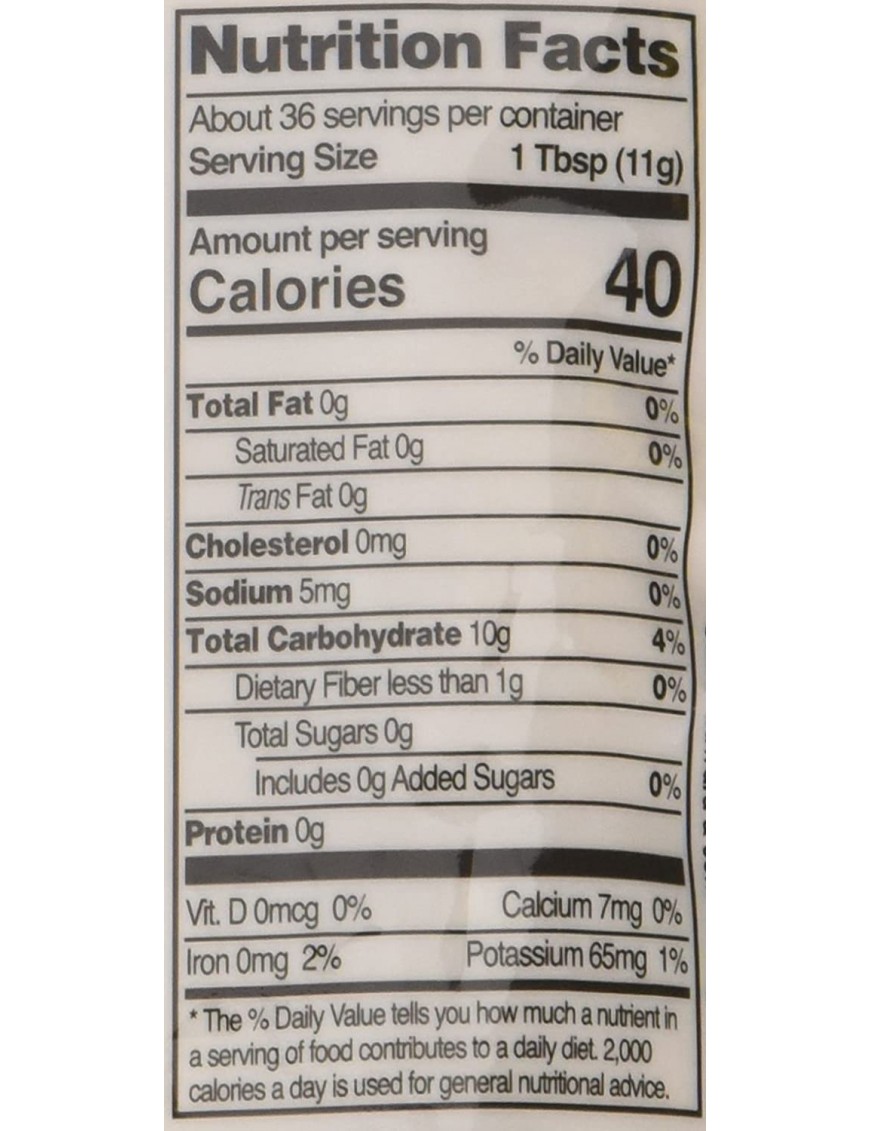 Nutrition Facts
About 36 servings per container
Serving Size 1 Tbsp (11g)
Amount per serving
Calories 40
% Daily Value*
Total Fat 0g 0%
Saturated Fat 0g 0%
Trans Fat 0g
Cholesterol 0mg 0%
Sodium 5mg 0%
Total Carbohydrate 10g 4%
Dietary Fiber less than 1g 0%
Total Sugars 0g
Includes 0g Added Sugars 0%
Protein 0g
Vit. D 0mcg 0% Calcium 7mg 0%
Iron 0mg 2% Potassium 65mg 1%
* The % Daily Value tells you how much a nutrient in
a serving of food contributes to a daily diet. 2,000
calories a day is used for general nutritional advice.